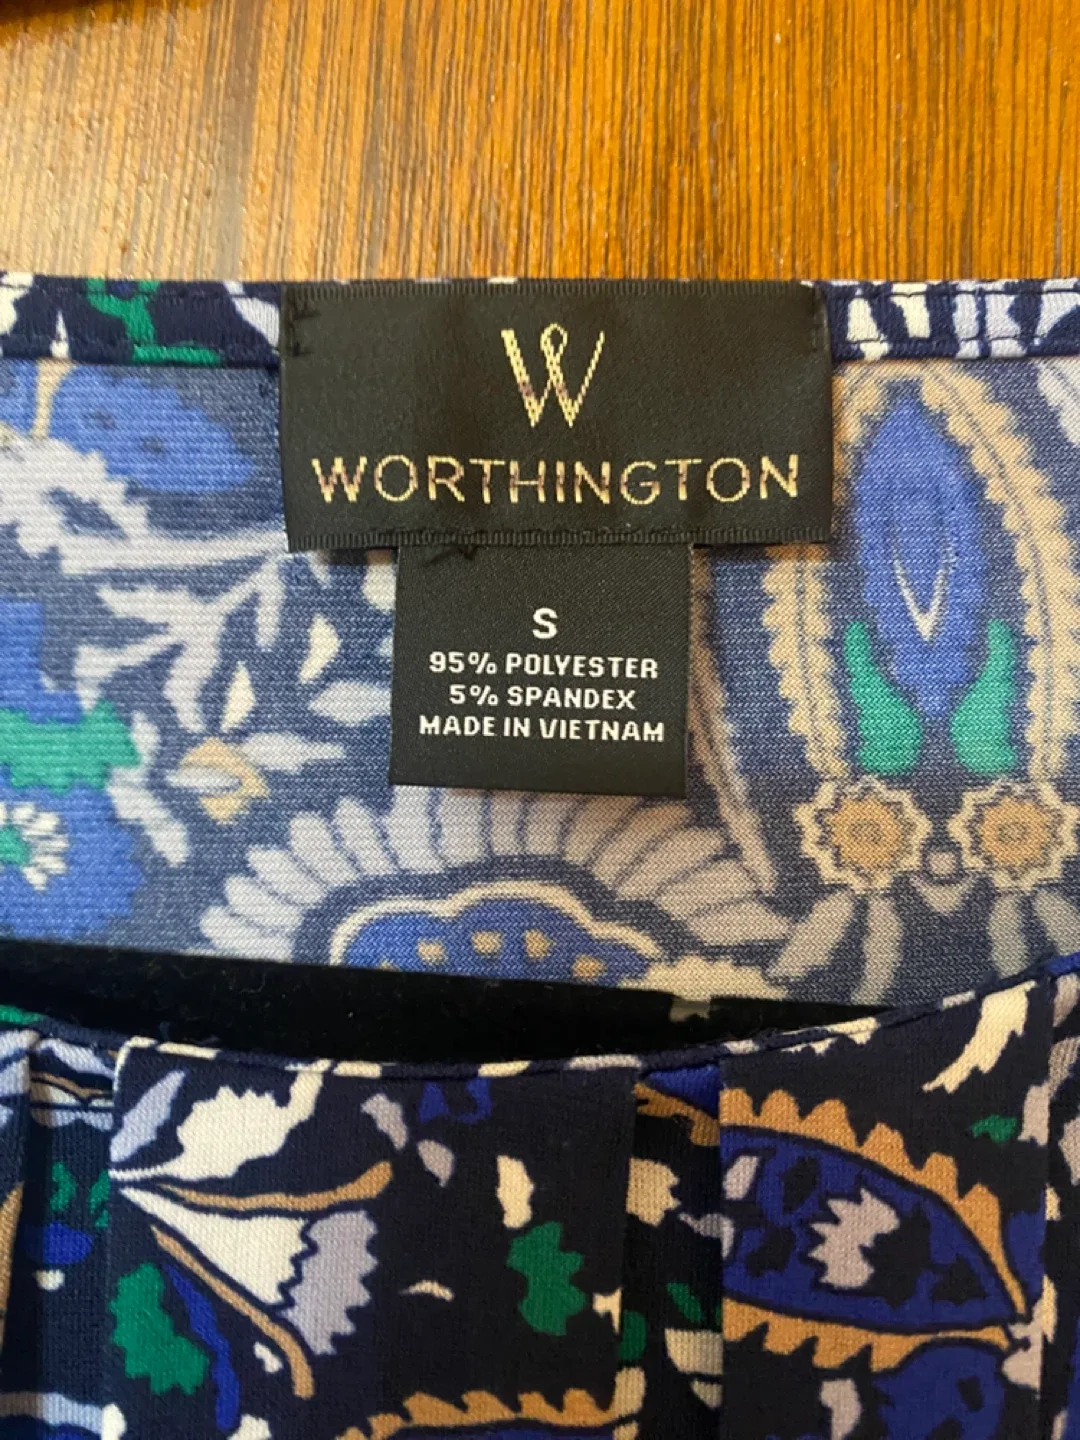 W
WORTHINGTON
S
95% POLYESTER
5% SPANDEX
MADE IN VIETNAM